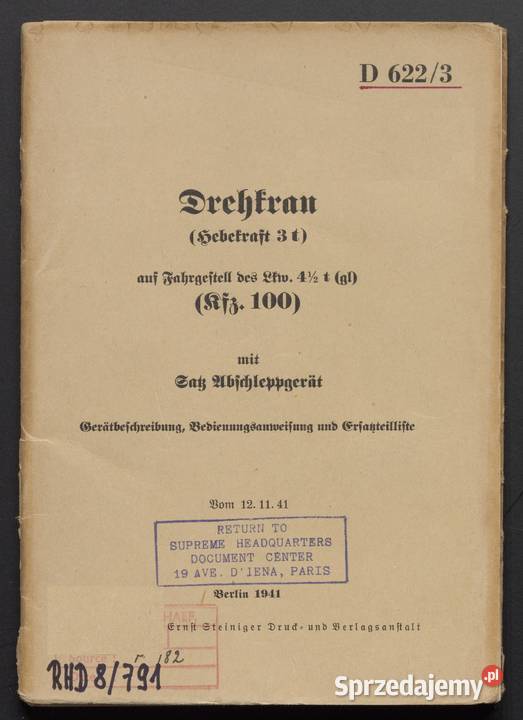 D 622/3
Drehkran
(Hebekraft 3 t)
auf Fahrgestell des Lkw. 4½ t (gl)
(Kfz. 100)
mit
Satz Abschleppgerät
Gerätbeschreibung, Bedienungsanweisung und Ersatzteilliste
Vom 12. 11. 41
RETURN TO
SUPREME HEADQUARTERS
DOCUMENT CENTER
19 AVE. D'IENA, PARIS
Berlin 1941
Ernst Steiniger Druck- und Verlagsanstalt
182
RHD 8/791
Sprzedajemy.pl